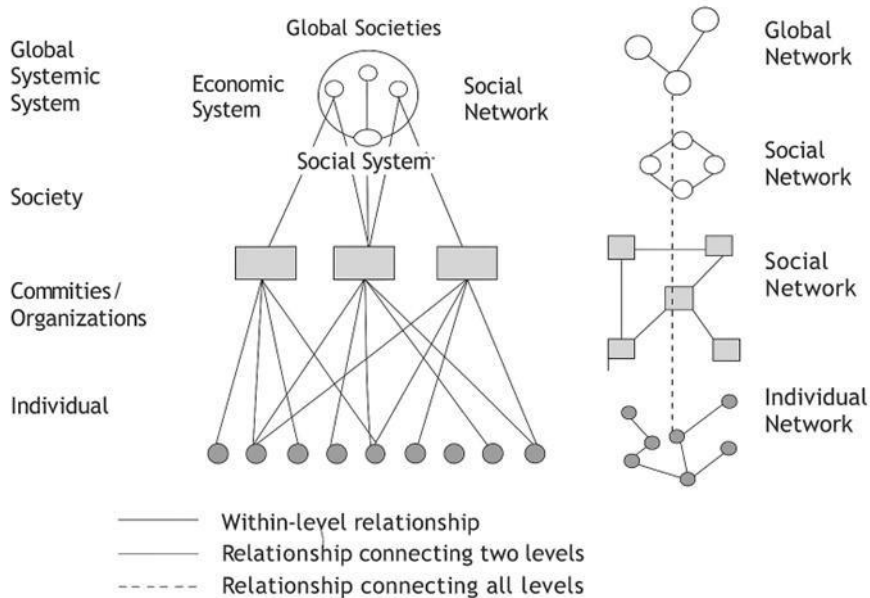 Global Societies
Global
Systemic
System
Economic
System
Social
Network
Social System
Society
Commities/
Organizations
Individual
Global
Network
Social
Network
Social
Network
Individual
Network
Within-level relationship
Relationship connecting two levels
Relationship connecting all levels